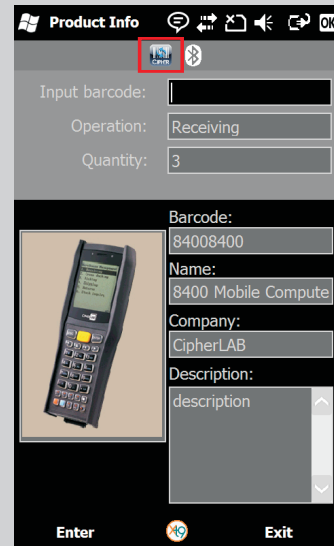 Product Info OK
CIPHER
Input barcode:
Operation: Receiving
Quantity: 3
Barcode:
84008400
Name:
8400 Mobile Compute
Company:
CipherLAB
Description:
description
Enter Exit